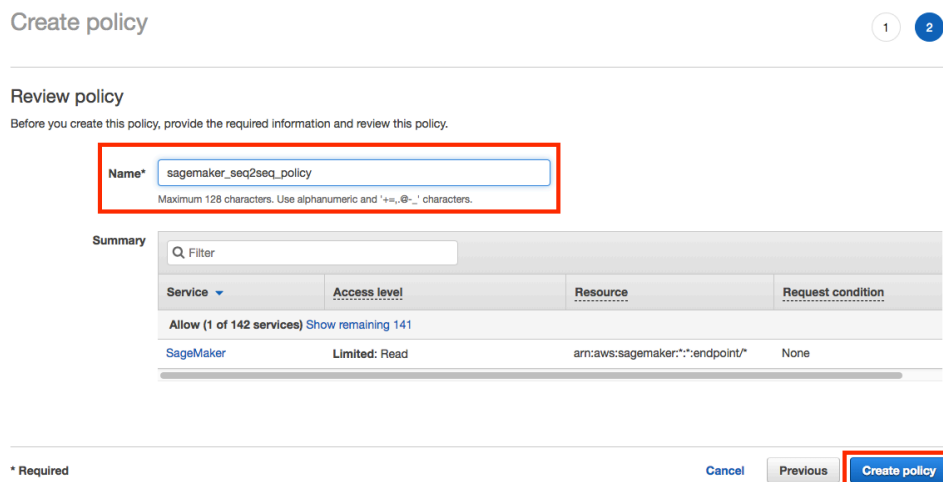 Create policy
1
2
Review policy
Before you create this policy, provide the required information and review this policy.
Name* sagemaker_seq2seq_policy
Maximum 128 characters. Use alphanumeric and '+=,.@-_' characters.
Summary
Filter
Service Access level Resource Request condition
Allow (1 of 142 services) Show remaining 141
SageMaker Limited: Read arn:aws:sagemaker:*:*:endpoint/* None
* Required Cancel Previous Create policy